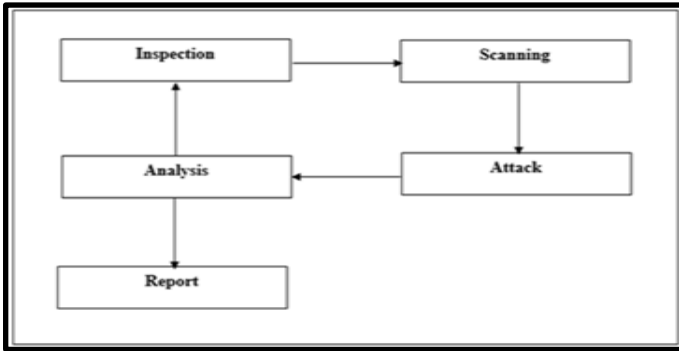 Inspection
Scanning
Analysis
Attack
Report